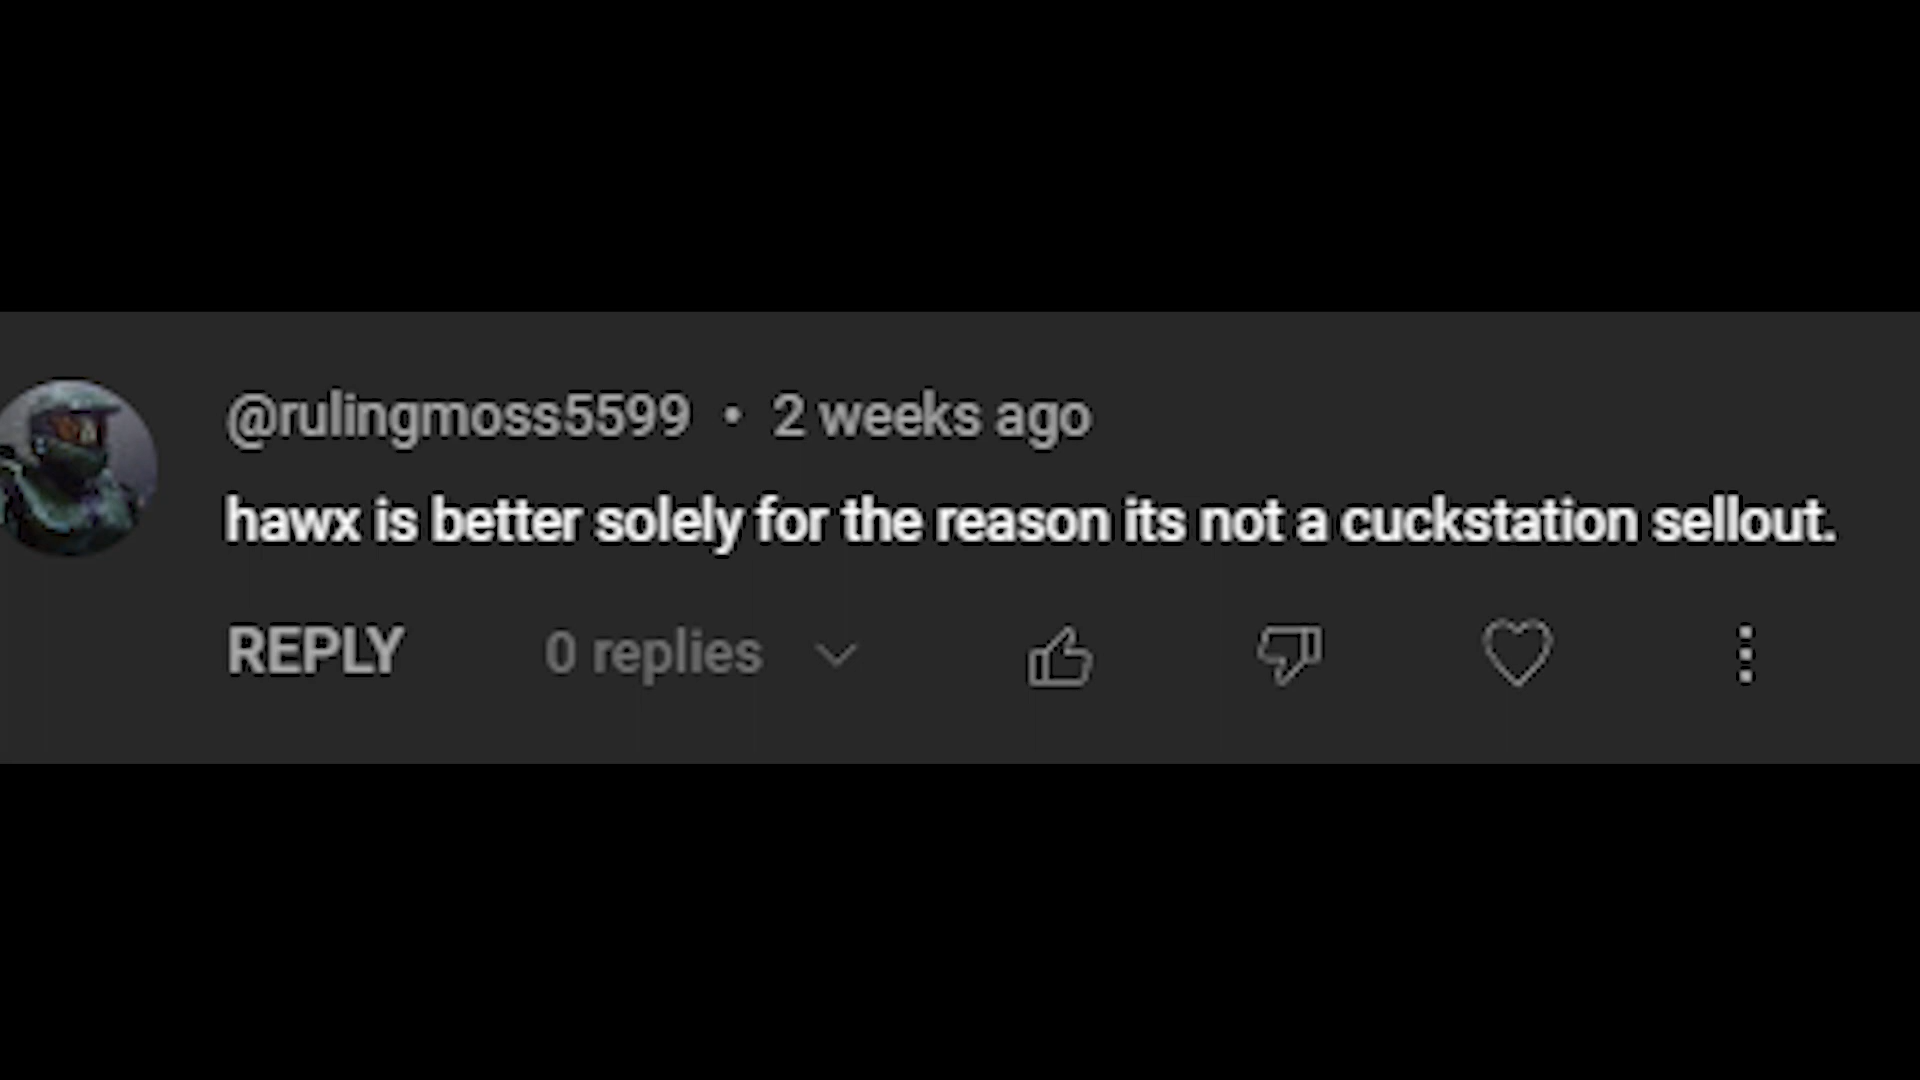 @rulingmoss5599 • 2 weeks ago
hawx is better solely for the reason its not a cuckstation sellout.
REPLY 0 replies